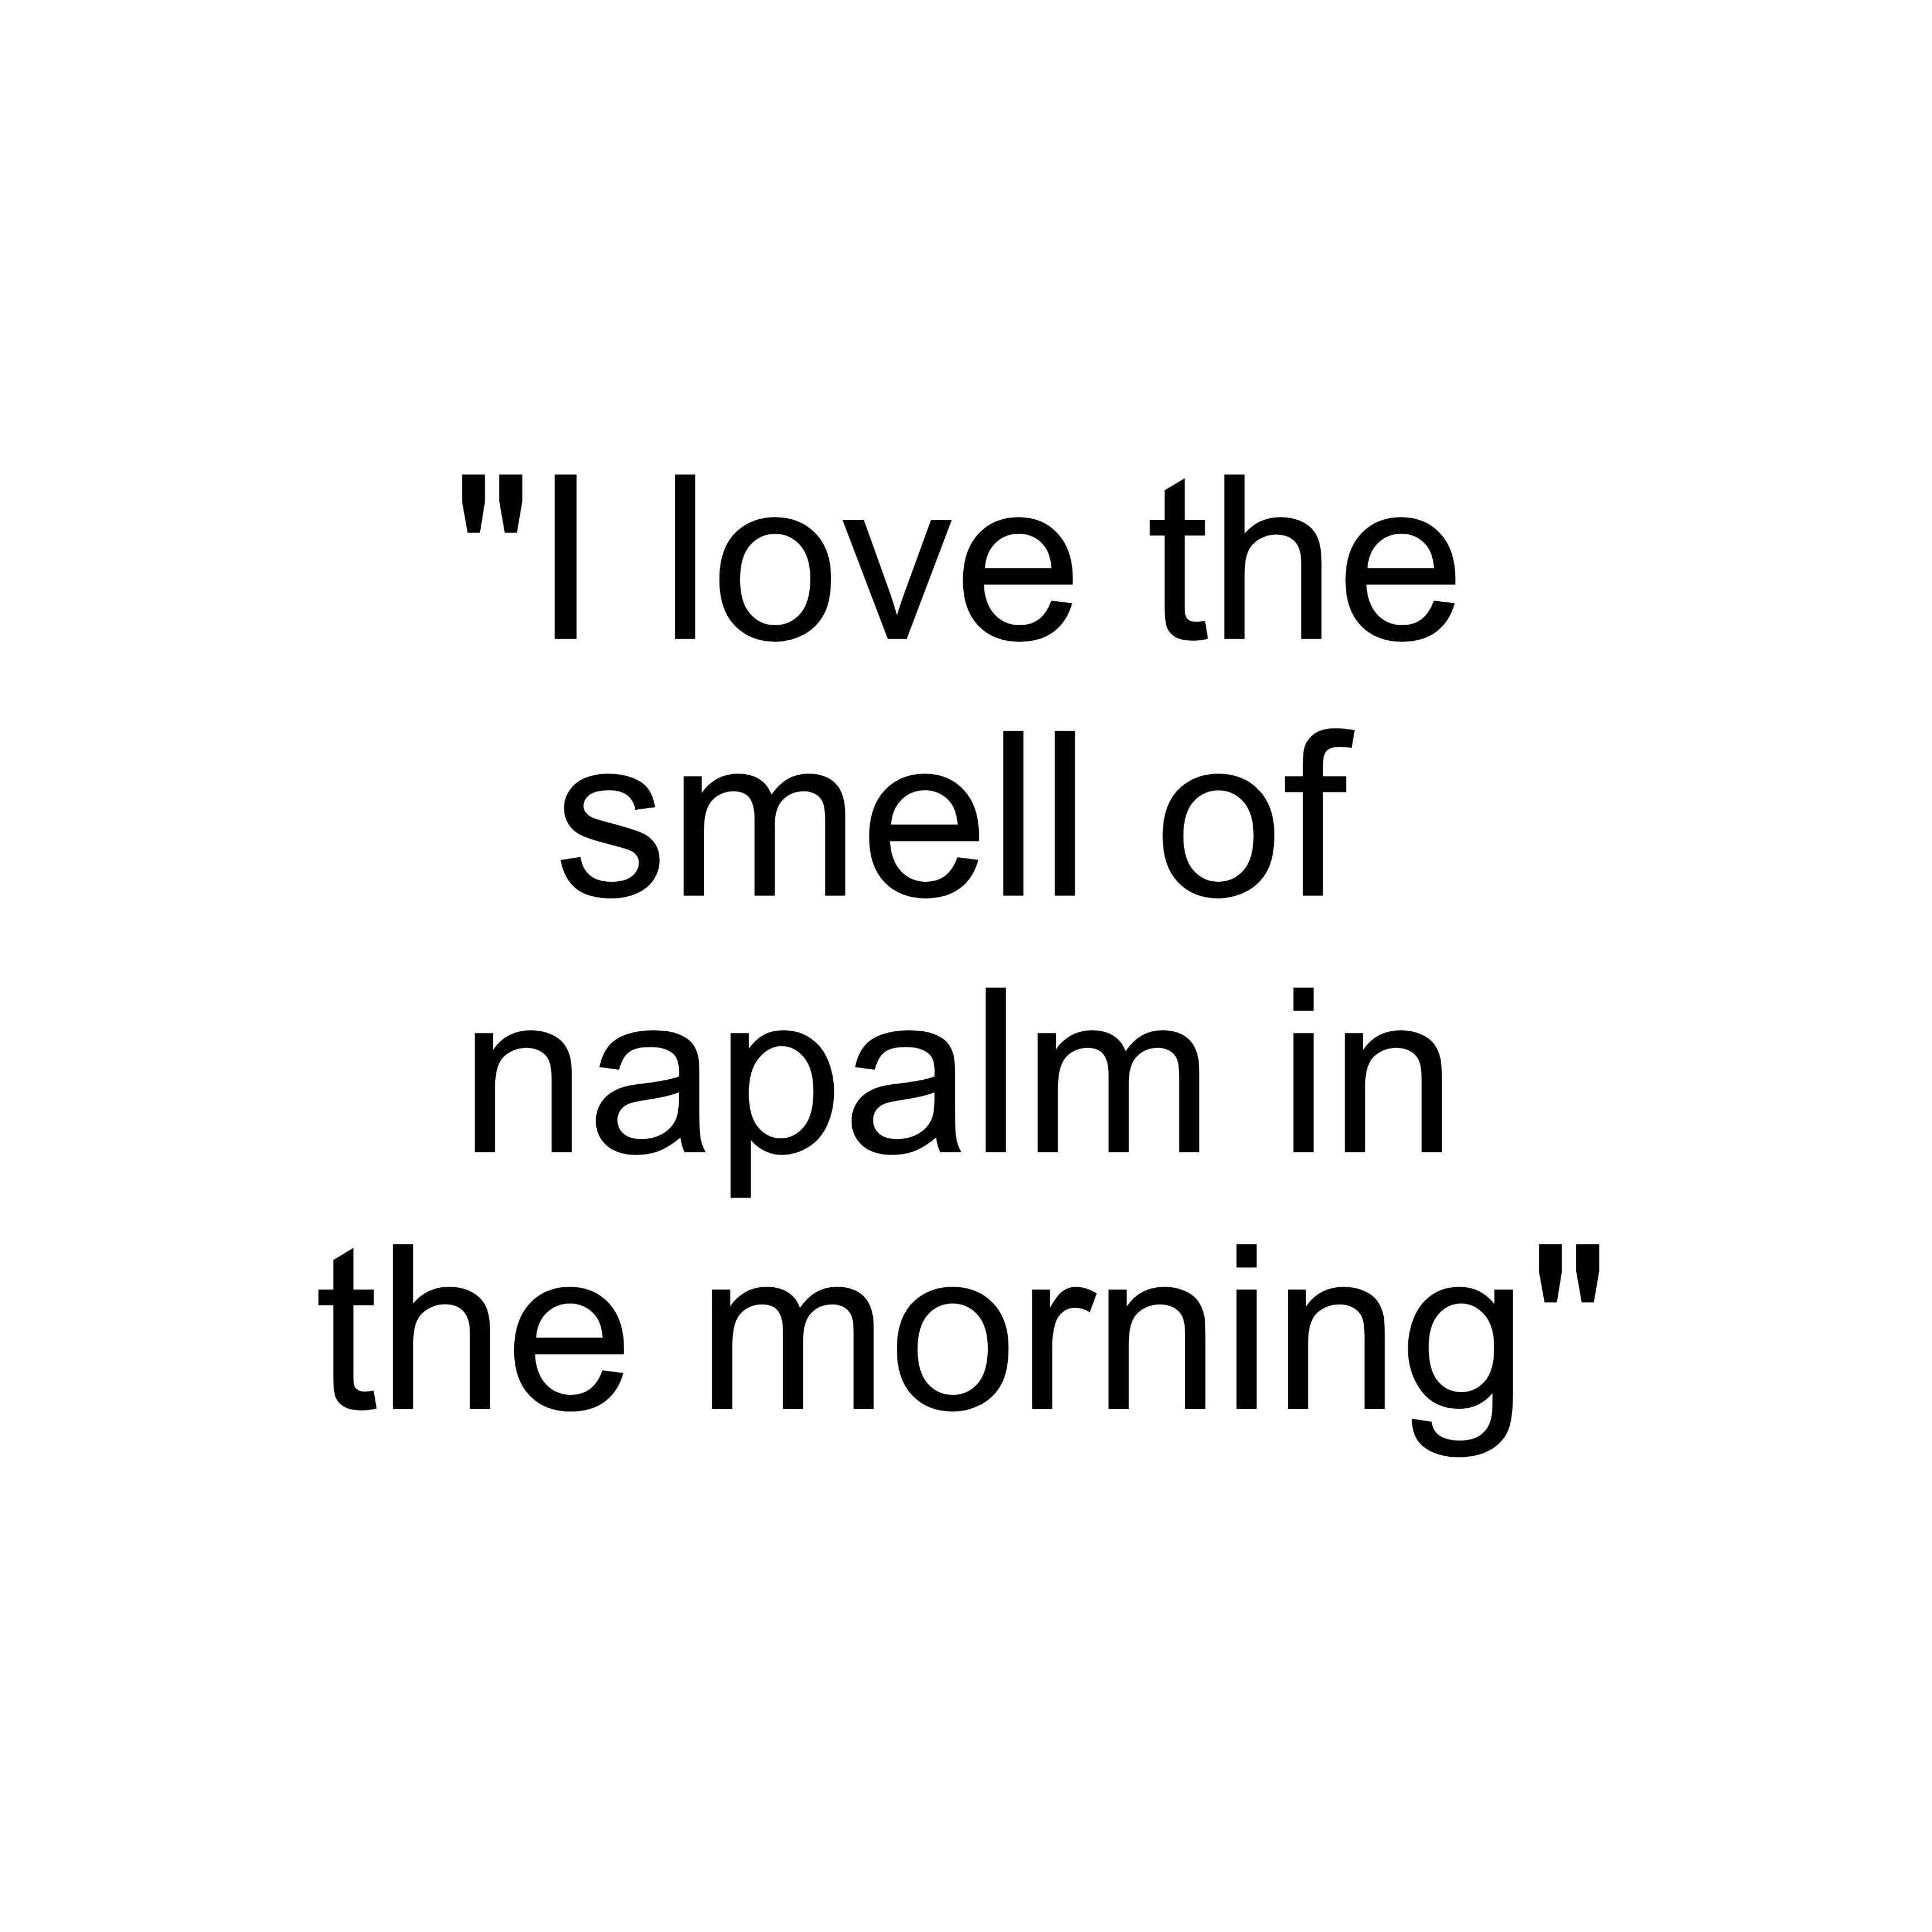 "I love the
smell of
napalm in
the morning"